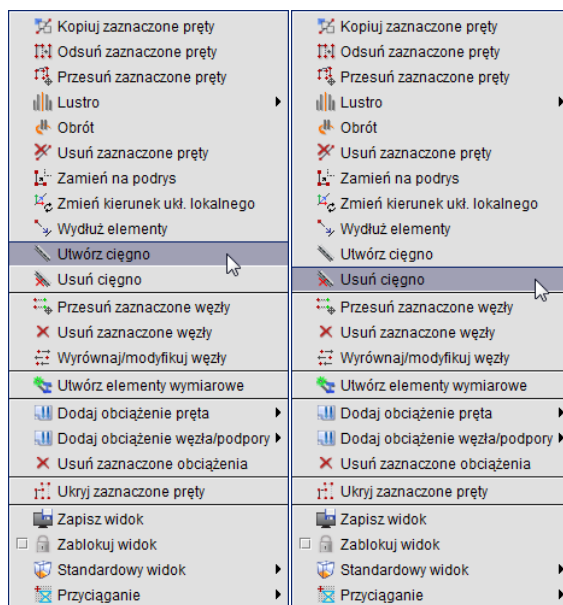 Kopiuj zaznaczone pręty
Odsuń zaznaczone pręty
Przesuń zaznaczone pręty
Lustro
Obrót
Usuń zaznaczone pręty
Zamień na podrys
Zmień kierunek ukł. lokalnego
Wydłuż elementy
Utwórz cięgno
Usuń cięgno
Przesuń zaznaczone węzły
Usuń zaznaczone węzły
Wyrównaj/modyfikuj węzły
Utwórz elementy wymiarowe
Dodaj obciążenie pręta
Dodaj obciążenie węzła/podpory
Usuń zaznaczone obciążenia
Ukryj zaznaczone pręty
Zapisz widok
Zablokuj widok
Standardowy widok
Przyciąganie
Kopiuj zaznaczone pręty
Odsuń zaznaczone pręty
Przesuń zaznaczone pręty
Lustro
Obrót
Usuń zaznaczone pręty
Zamień na podrys
Zmień kierunek ukł. lokalnego
Wydłuż elementy
Utwórz cięgno
Usuń cięgno
Przesuń zaznaczone węzły
Usuń zaznaczone węzły
Wyrównaj/modyfikuj węzły
Utwórz elementy wymiarowe
Dodaj obciążenie pręta
Dodaj obciążenie węzła/podpory
Usuń zaznaczone obciążenia
Ukryj zaznaczone pręty
Zapisz widok
Zablokuj widok
Standardowy widok
Przyciąganie